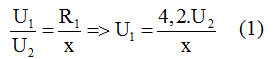 U₁/U₂ = R₁/x => U₁ = 4,2.U₂/x (1)